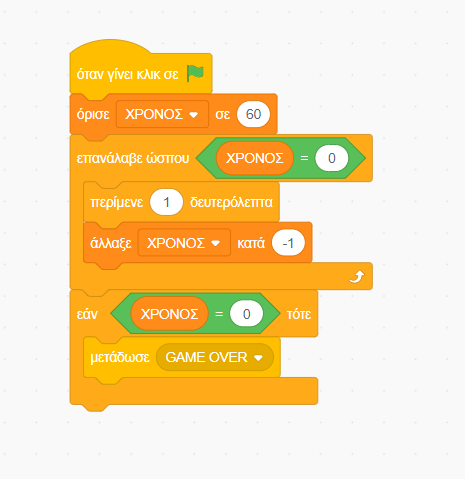 όταν γίνει κλικ σε
όρισε ΧΡΟΝΟΣ σε 60
επανάλαβε ώσπου ΧΡΟΝΟΣ = 0
περίμενε 1 δευτερόλεπτα
άλλαξε ΧΡΟΝΟΣ κατά -1
εάν ΧΡΟΝΟΣ = 0 τότε
μετάδωσε GAME OVER